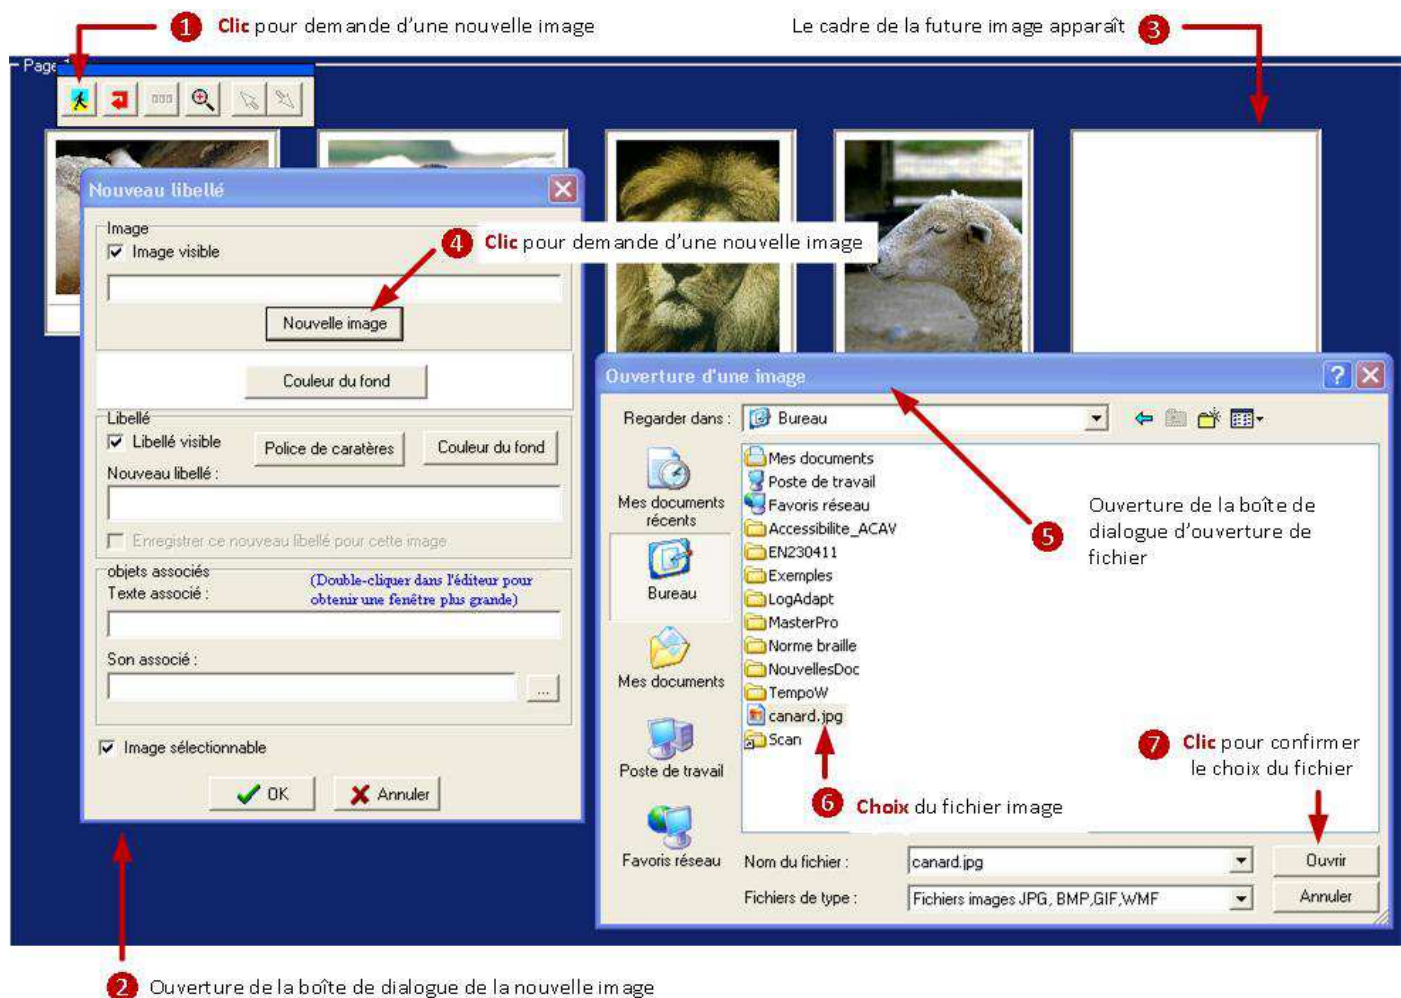 1 Clic pour demande d'une nouvelle image
Le cadre de la future image apparaît 3
Page 1
Nouveau libellé
Image
Image visible
4 Clic pour demande d'une nouvelle image
Nouvelle image
Couleur du fond
Libellé
Libellé visible
Police de caratères
Couleur du fond
Nouveau libellé :
Enregistrer ce nouveau libellé pour cette image
objets associés
Texte associé :
(Double-cliquer dans l'éditeur pour
obtenir une fenêtre plus grande)
Son associé :
...
Image sélectionnable
OK
Annuler
Ouverture d'une image
Regarder dans :
Bureau
Mes documents
récents
Bureau
Mes documents
Poste de travail
Favoris réseau
Mes documents
Poste de travail
Favoris réseau
Accessibilite_ACAV
EN230411
Exemples
LogAdapt
MasterPro
Norme braille
NouvellesDoc
TempoW
canard.jpg
Scan
5 Ouverture de la boîte de
dialogue d'ouverture de
fichier
6 Choix du fichier image
7 Clic pour confirmer
le choix du fichier
Nom du fichier :
canard.jpg
Ouvrir
Fichiers de type :
Fichiers images JPG, BMP,GIF,WMF
Annuler
2 Ouverture de la boîte de dialogue de la nouvelle image